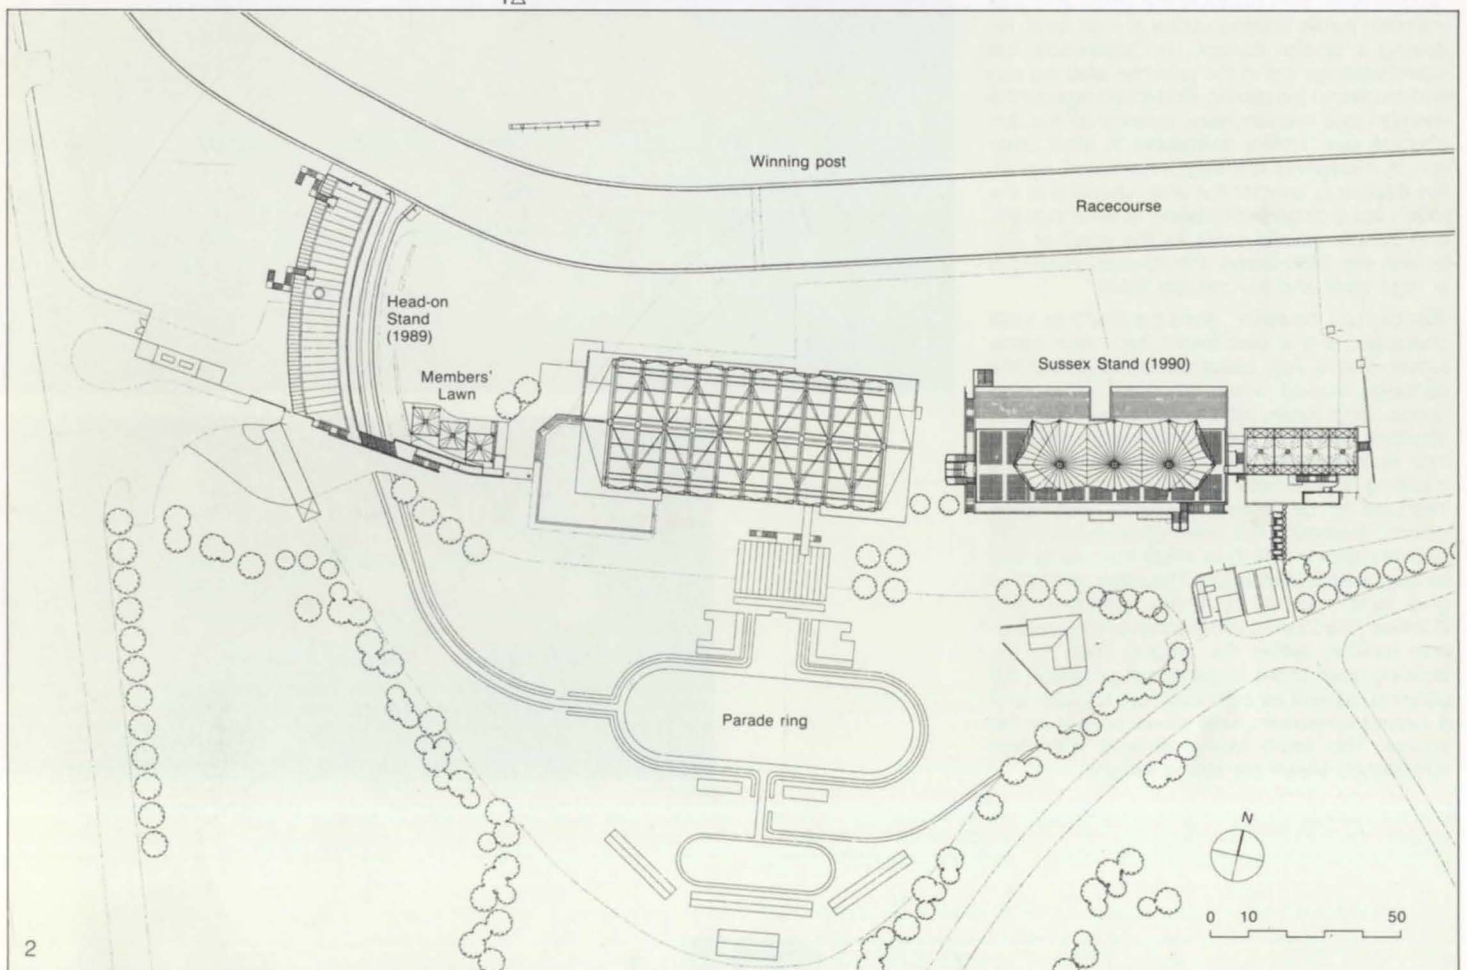 Winning post
Racecourse
Head-on
Stand
(1989)
Members'
Lawn
Sussex Stand (1990)
Parade ring
N
0 10 50
2